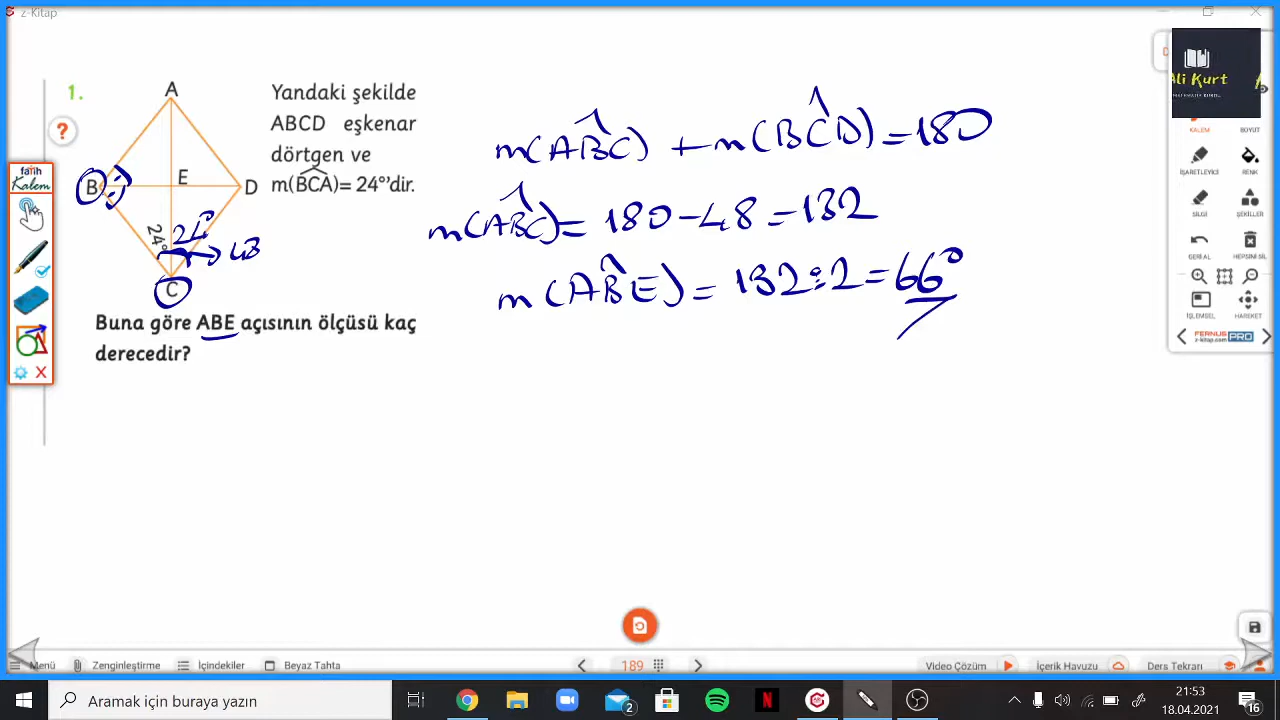 z-Kitap
1.
A
B
E
D
24°
24°
48
C
?
Yandaki şekilde
ABCD eşkenar
dörtgen ve
m(BCA)= 24°'dir.
Buna göre ABE açısının ölçüsü kaç
derecedir?
m(ABC) + m(BCD) = 180
m(ABC) = 180 - 48 = 132
m(ABE) = 132 : 2 = 66°
fatih
Kalem
Ali Kurt
KALEM
BOYUT
İŞARETLEYİCİ
RENK
SİLGİ
ŞEKİLLER
GERİ AL
HEPSİNİ SİL
İŞLEMSEL
HAREKET
FERNUS PRO
z-kitap.com
Menü
Zenginleştirme
İçindekiler
Beyaz Tahta
189
Video Çözüm
İçerik Havuzu
Ders Tekrarı
Aramak için buraya yazın
2
21:53
18.04.2021
16